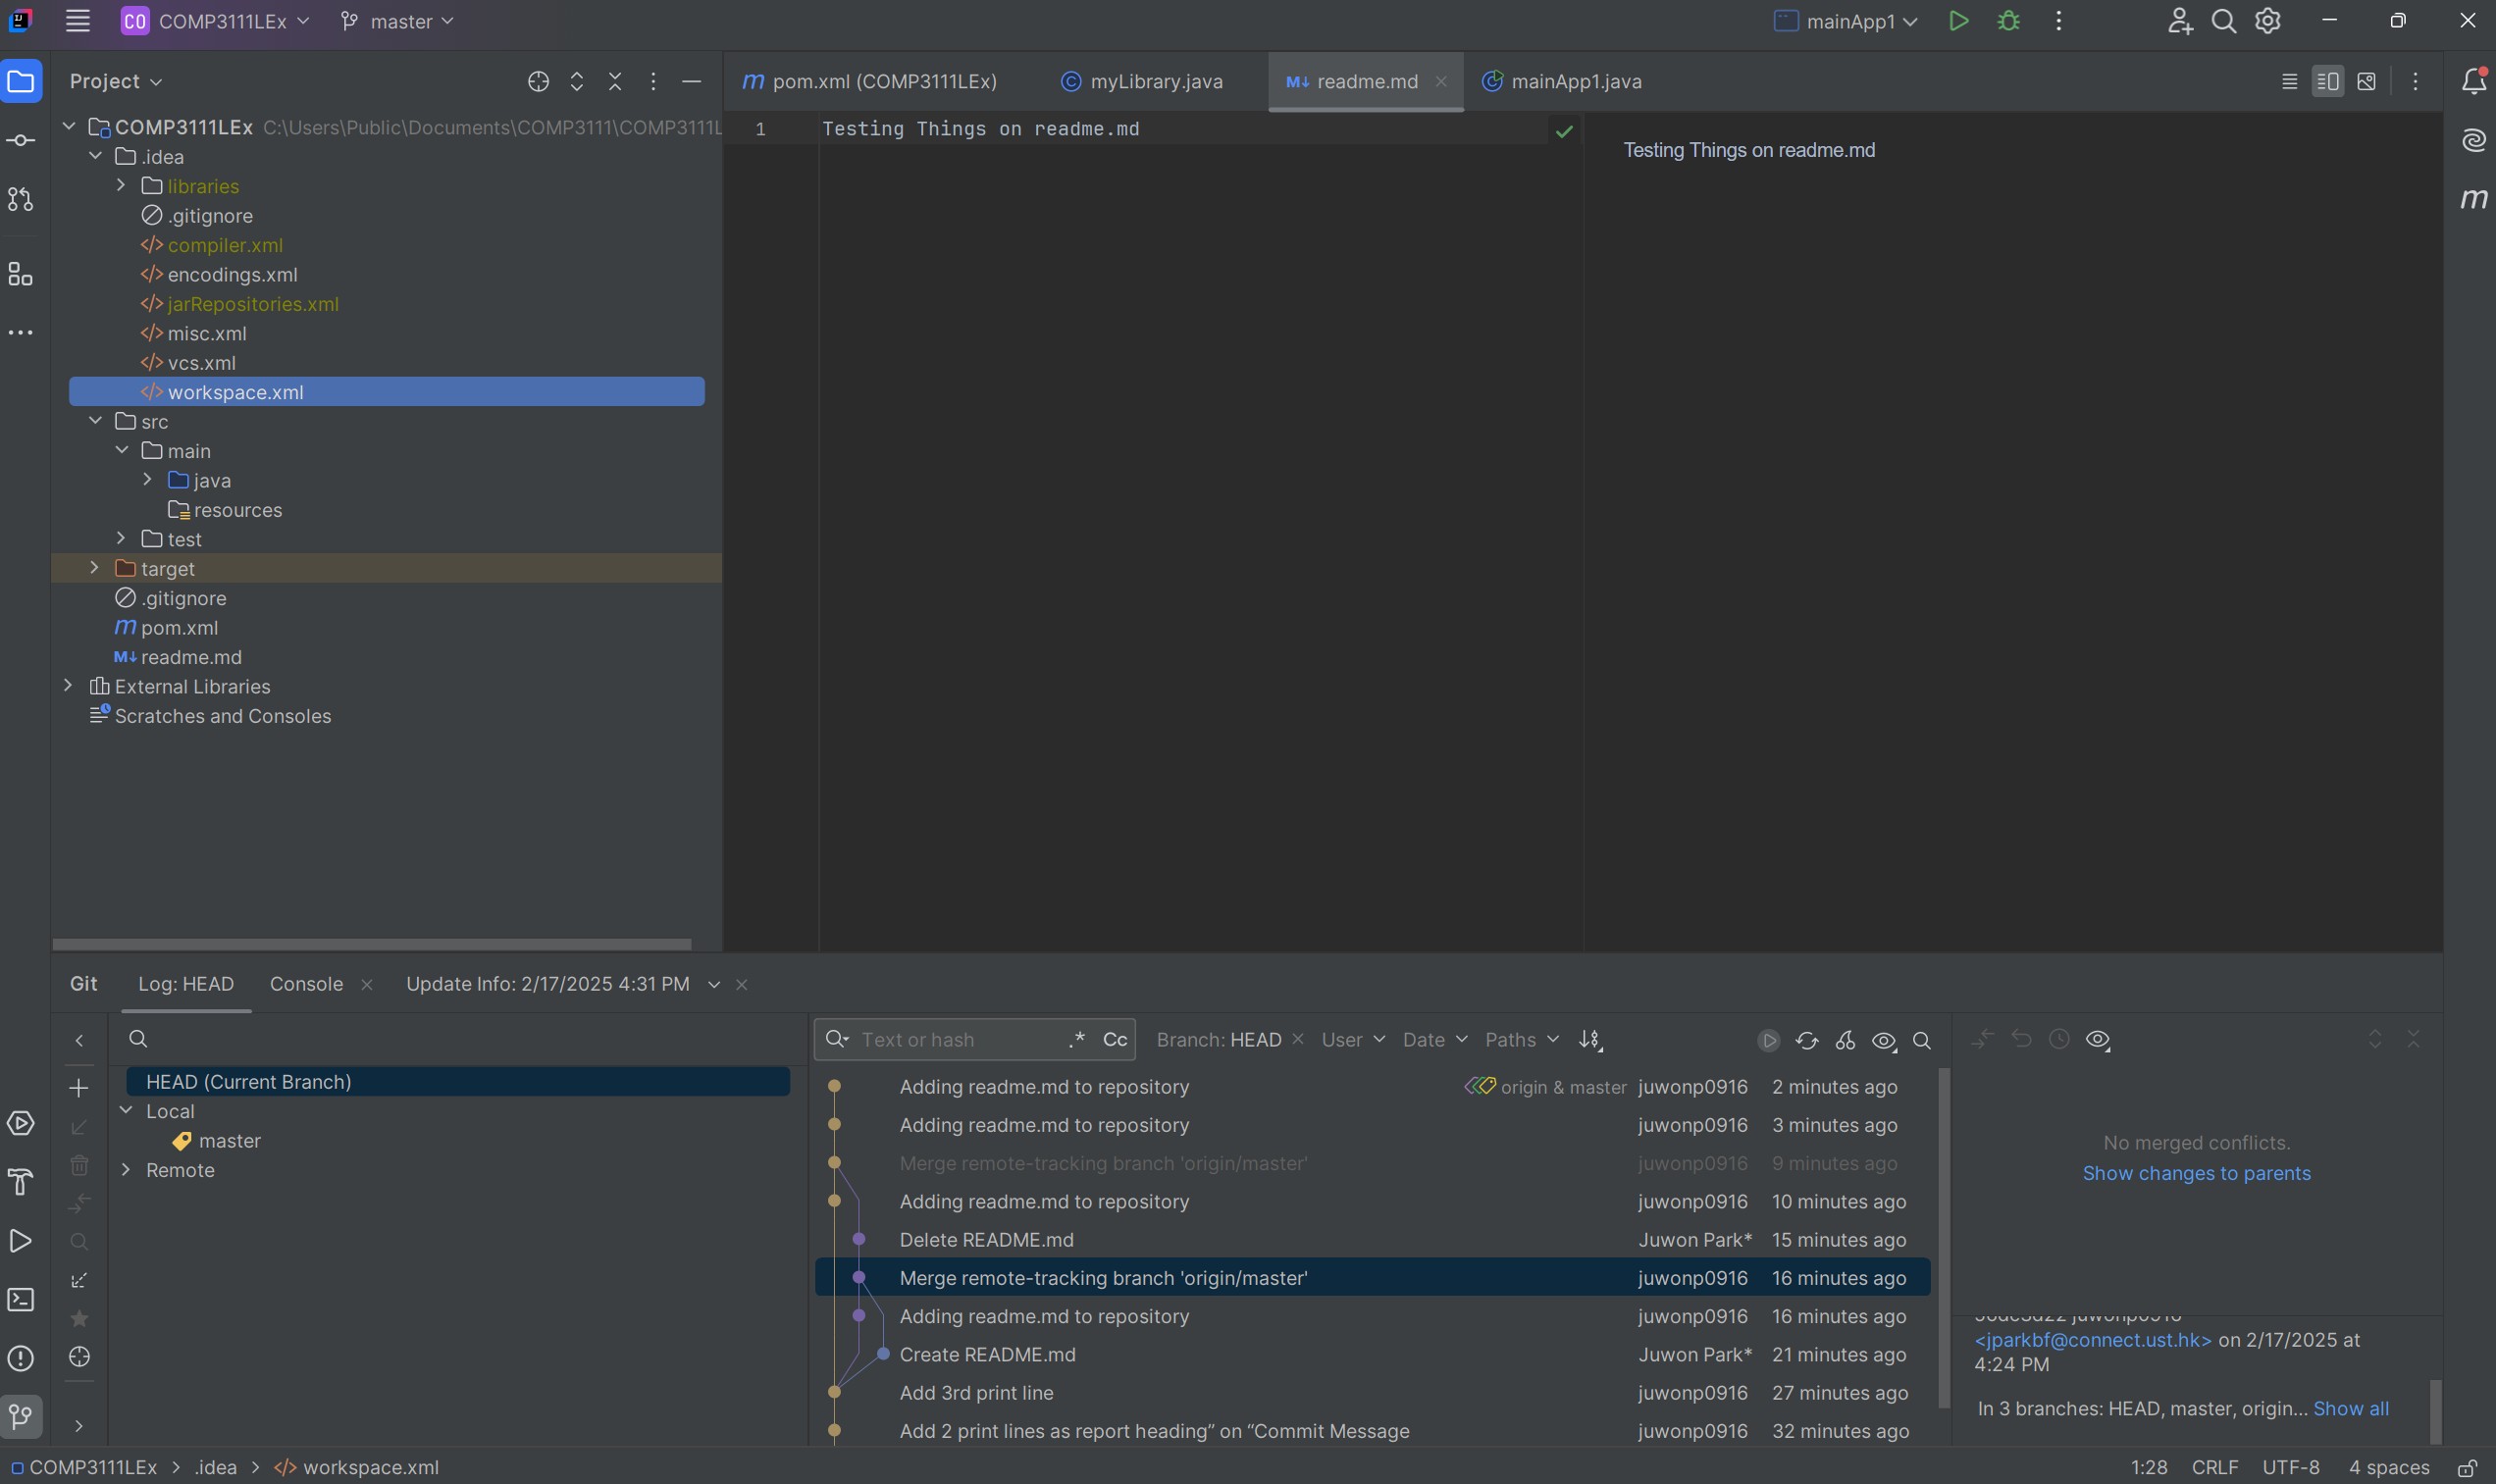 CO COMP3111LEx master mainApp1
Project
m pom.xml (COMP3111LEx) myLibrary.java M↓ readme.md mainApp1.java
COMP3111LEx C:\Users\Public\Documents\COMP3111\COMP3111L
1 Testing Things on readme.md
Testing Things on readme.md
.idea
libraries
.gitignore
</> compiler.xml
</> encodings.xml
</> jarRepositories.xml
</> misc.xml
</> vcs.xml
</> workspace.xml
src
main
java
resources
test
target
.gitignore
m pom.xml
M↓ readme.md
External Libraries
Scratches and Consoles
Git Log: HEAD Console Update Info: 2/17/2025 4:31 PM
Text or hash .* Cc Branch: HEAD User Date Paths
HEAD (Current Branch)
Local
master
Remote
Adding readme.md to repository origin & master juwonp0916 2 minutes ago
Adding readme.md to repository juwonp0916 3 minutes ago
Merge remote-tracking branch 'origin/master' juwonp0916 9 minutes ago
Adding readme.md to repository juwonp0916 10 minutes ago
Delete README.md Juwon Park* 15 minutes ago
Merge remote-tracking branch 'origin/master' juwonp0916 16 minutes ago
Adding readme.md to repository juwonp0916 16 minutes ago
Create README.md Juwon Park* 21 minutes ago
Add 3rd print line juwonp0916 27 minutes ago
Add 2 print lines as report heading” on “Commit Message juwonp0916 32 minutes ago
No merged conflicts.
Show changes to parents
juwonp0916
<jparkbf@connect.ust.hk> on 2/17/2025 at
4:24 PM
In 3 branches: HEAD, master, origin... Show all
COMP3111LEx > .idea > </> workspace.xml 1:28 CRLF UTF-8 4 spaces